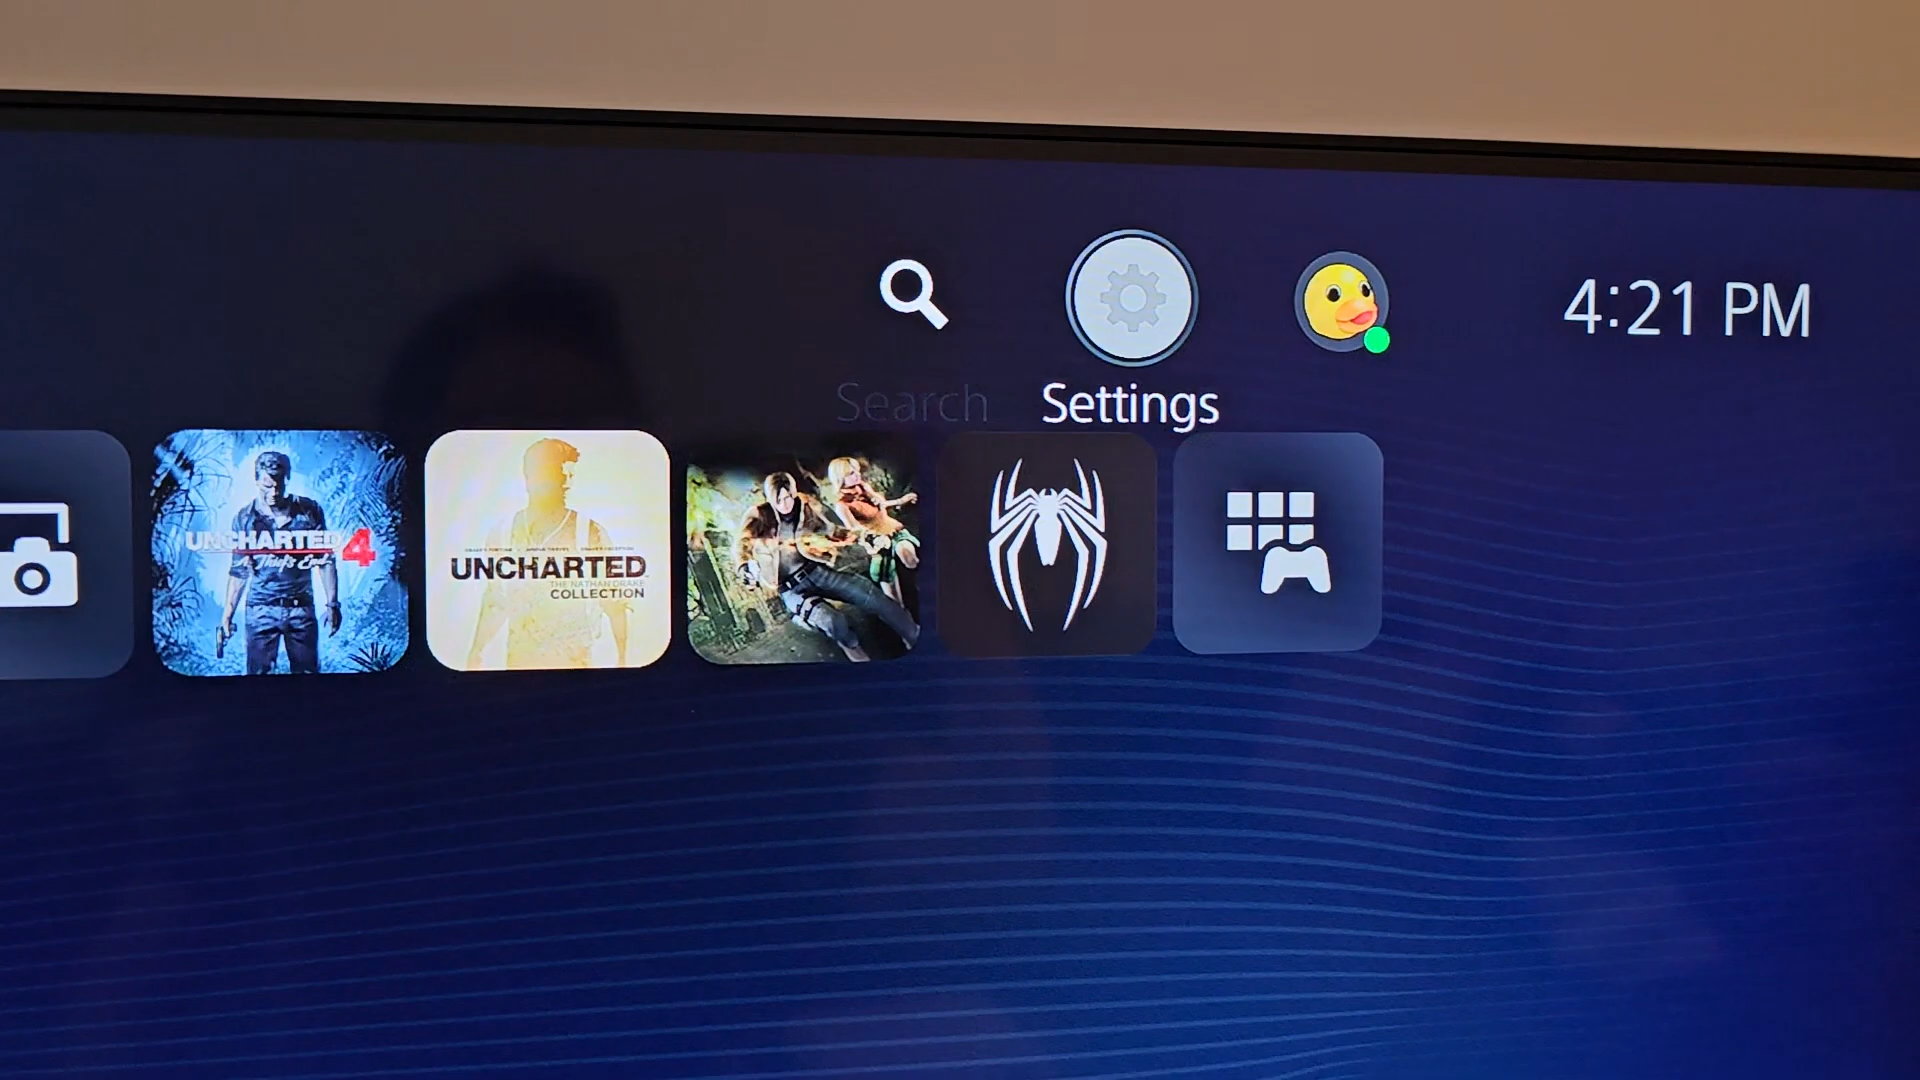 4:21 PM
Search
Settings
UNCHARTED 4
A Thief's End
UNCHARTED
THE NATHAN DRAKE
COLLECTION